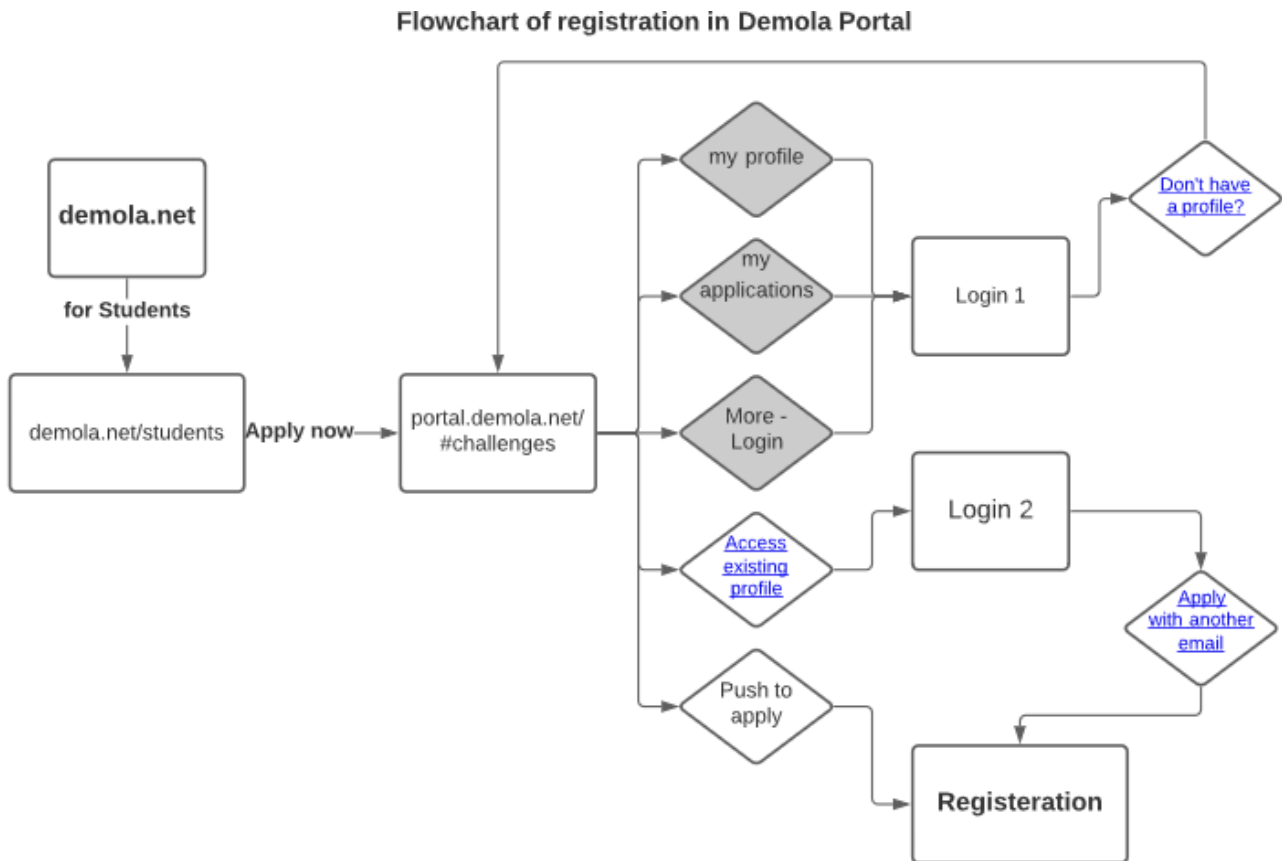 Flowchart of registration in Demola Portal
demola.net
for Students
demola.net/students
Apply now
portal.demola.net/
#challenges
my profile
my
applications
More -
Login
Access
existing
profile
Push to
apply
Login 1
Don't have
a profile?
Login 2
Apply
with another
email
Registeration